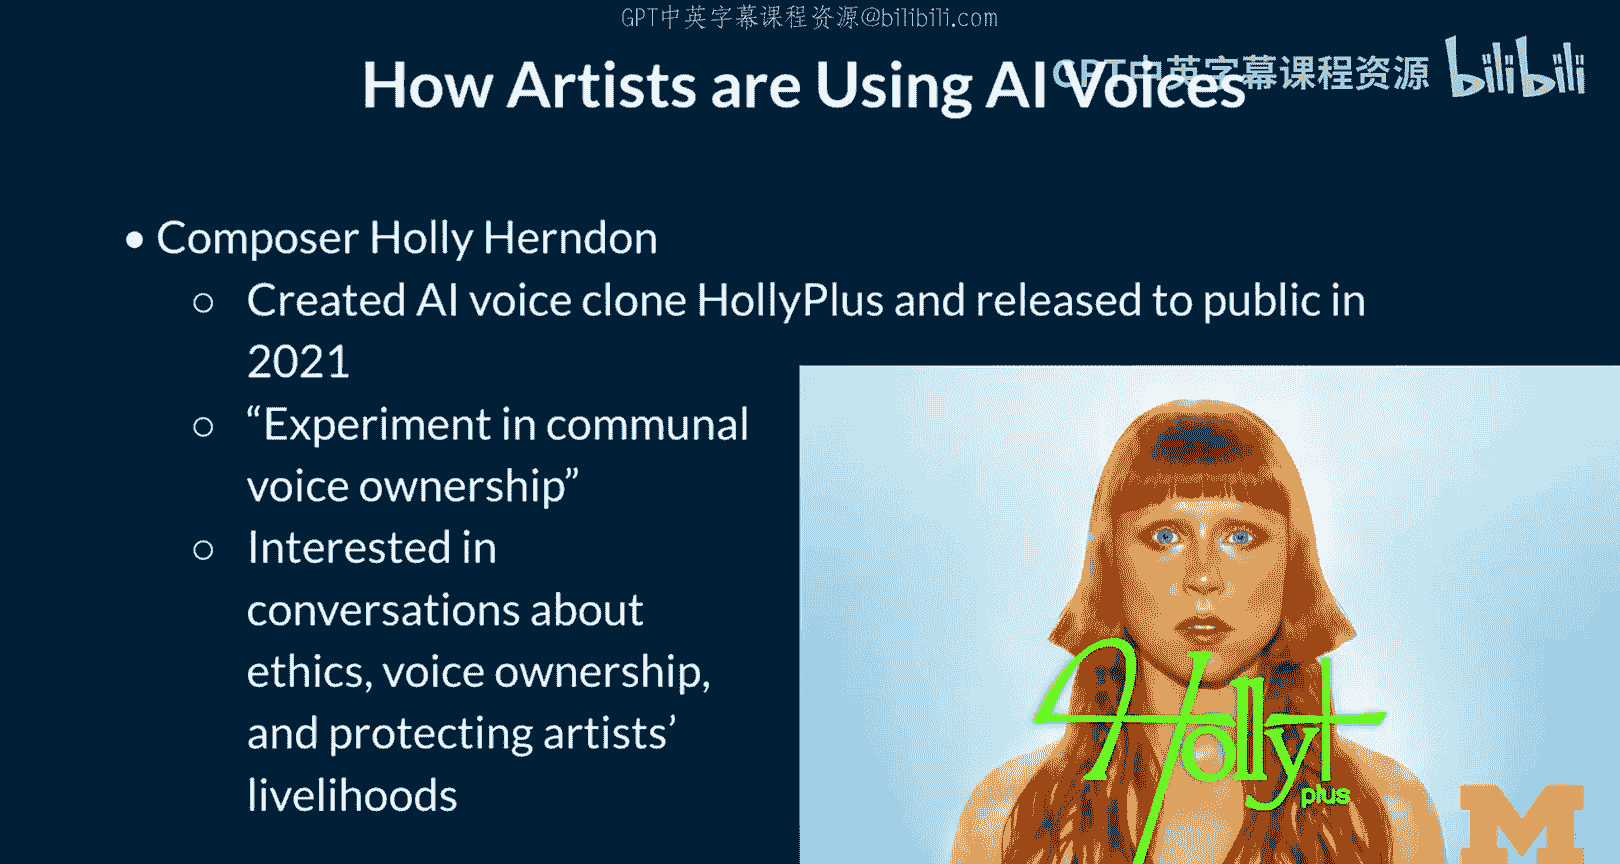 GPT中英字幕课程资源@bilibili.com
How Artists are Using AI Voices
GPT中英字幕课程资源 bilibili
● Composer Holly Herndon
○ Created AI voice clone HollyPlus and released to public in
2021
○ “Experiment in communal
voice ownership”
○ Interested in
conversations about
ethics, voice ownership,
and protecting artists’
livelihoods
Holly+
plus
M